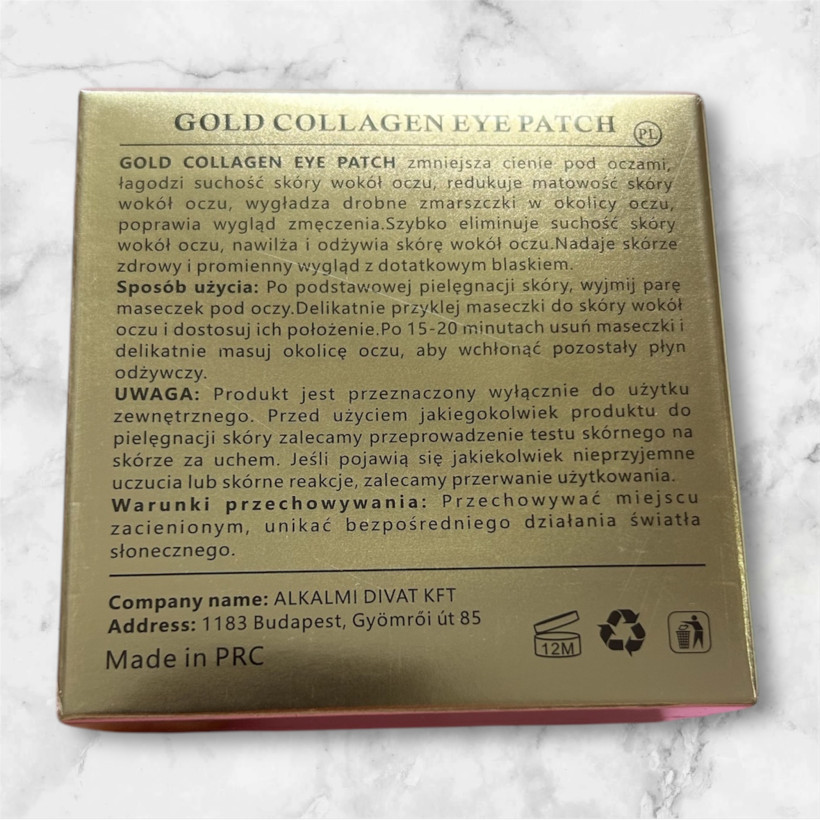 GOLD COLLAGEN EYE PATCH PL
GOLD COLLAGEN EYE PATCH zmniejsza cienie pod oczami,
łagodzi suchość skóry wokół oczu, redukuje matowość skóry
wokół oczu, wygładza drobne zmarszczki w okolicy oczu,
poprawia wygląd zmęczenia.Szybko eliminuje suchość skóry
wokół oczu, nawilża i odżywia skórę wokół oczu.Nadaje skórze
zdrowy i promienny wygląd z dotatkowym blaskiem.
Sposób użycia: Po podstawowej pielęgnacji skóry, wyjmij parę
maseczek pod oczy.Delikatnie przyklej maseczki do skóry wokół
oczu i dostosuj ich położenie.Po 15-20 minutach usuń maseczki i
delikatnie masuj okolicę oczu, aby wchłonąć pozostały płyn
odżywczy.
UWAGA: Produkt jest przeznaczony wyłącznie do użytku
zewnętrznego. Przed użyciem jakiegokolwiek produktu do
pielęgnacji skóry zalecamy przeprowadzenie testu skórnego na
skórze za uchem. Jeśli pojawią się jakiekolwiek nieprzyjemne
uczucia lub skórne reakcje, zalecamy przerwanie użytkowania.
Warunki przechowywania: Przechowywać miejscu
zacienionym, unikać bezpośredniego działania światła
słonecznego.
Company name: ALKALMI DIVAT KFT
Address: 1183 Budapest, Gyömrői út 85
Made in PRC
12M